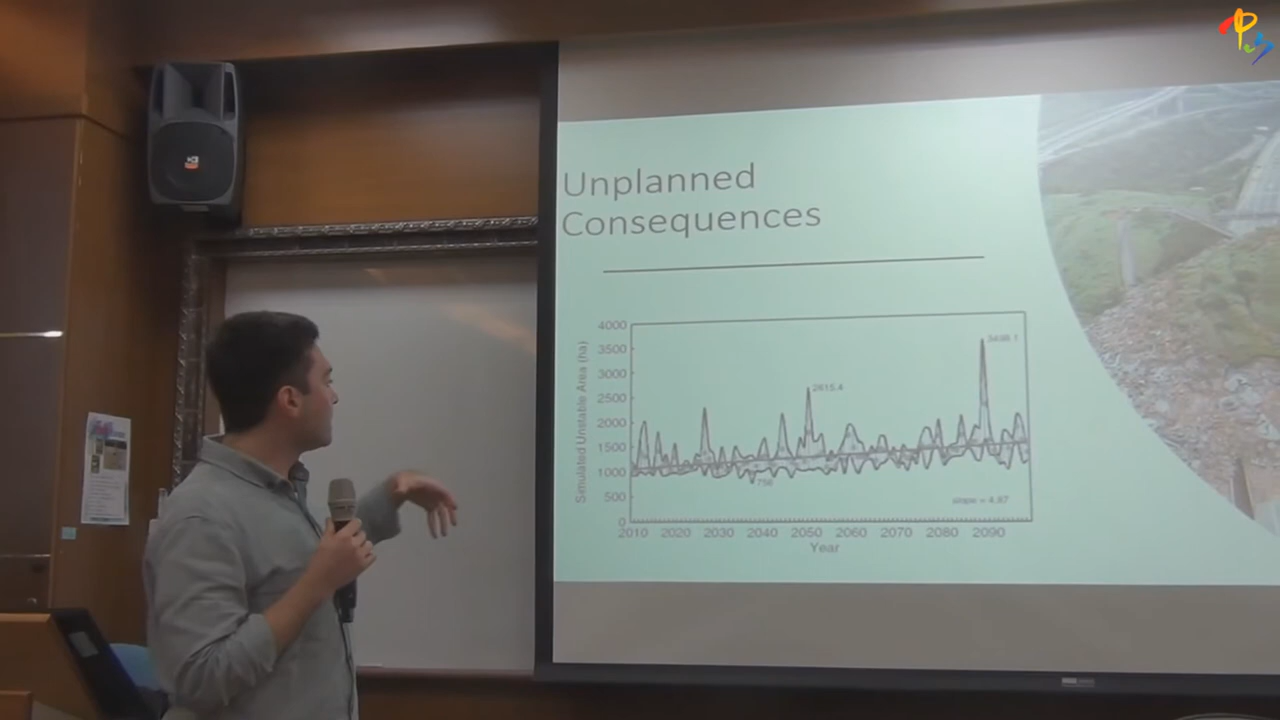 Unplanned
Consequences
4000
3500
3000
2500
2000
1500
1000
500
0
Simulated Unstable Area (ha)
2615.4
3498.1
758
slope = 4.87
2010 2020 2030 2040 2050 2060 2070 2080 2090
Year